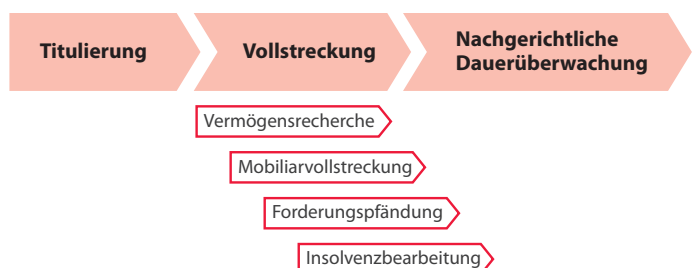 Titulierung
Vollstreckung
Nachgerichtliche
Dauerüberwachung
Vermögensrecherche
Mobiliarvollstreckung
Forderungspfändung
Insolvenzbearbeitung